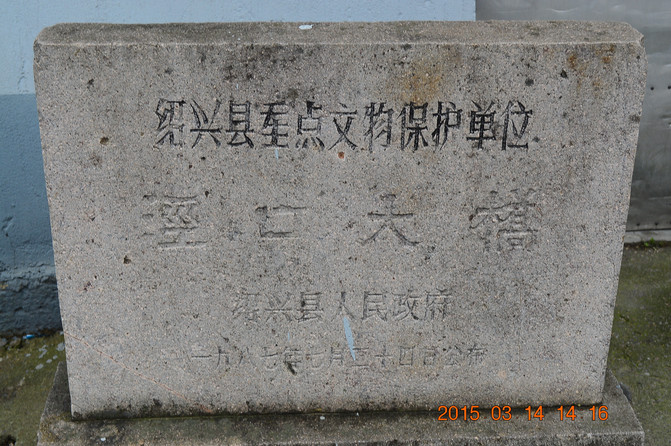 绍兴县重点文物保护单位
泾口大桥
绍兴县人民政府
一九八七年七月二十四日公布
2015 03 14 14 16